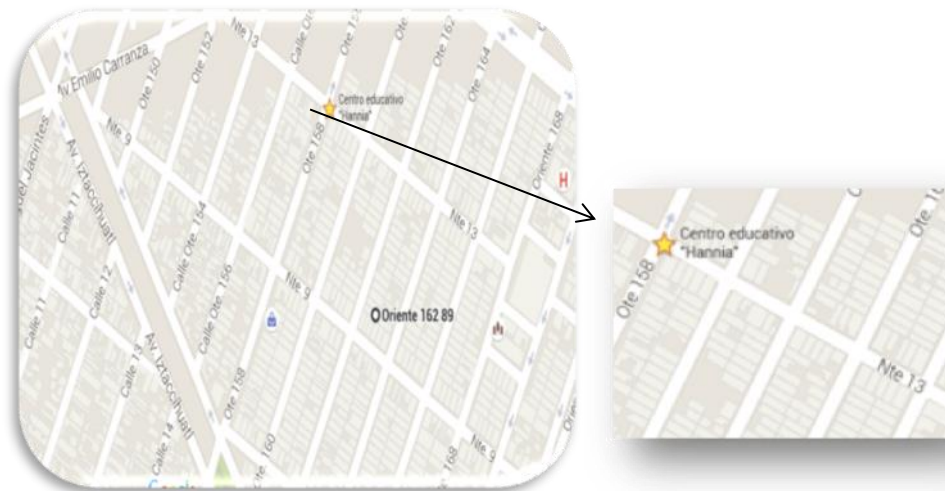 Nte 13
Ote 152
Ote 150
Av Emilio Carranza
Ote 162
Ote 164
Centro educativo
"Hannia"
Ote 158
Nte. 9
Av. Iztaccihuatl
Calle 11
Calle Ote 154
Oriente 168
H
Nte 13
Calle 12
Calle 11
Calle Ote 156
Nte. 9
Oriente 162 89
Calle 13
Av. Iztaccihuatl
Ote 158
Calle 14
Nte. 9
Centro educativo
"Hannia"
Ote 158
Nte 13